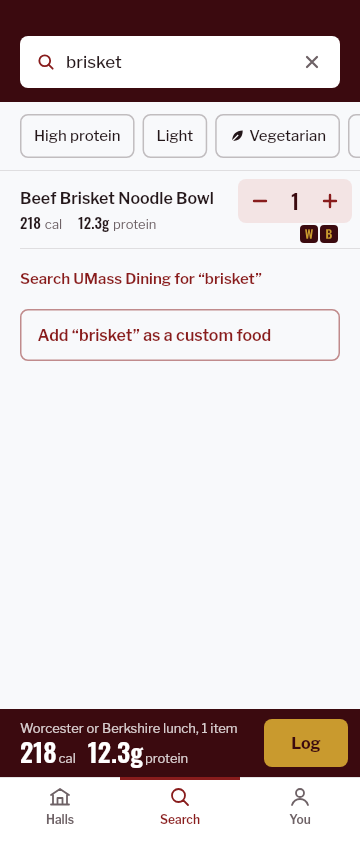 brisket
High protein
Light
Vegetarian
Beef Brisket Noodle Bowl
1
218 cal 12.3g protein
W B
Search UMass Dining for “brisket”
Add “brisket” as a custom food
Worcester or Berkshire lunch, 1 item
218 cal 12.3g protein
Log
Halls
Search
You